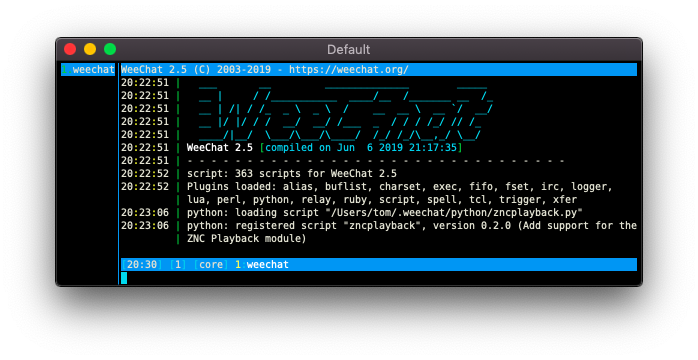 Default
1 weechat
WeeChat 2.5 (C) 2003-2019 - https://weechat.org/
20:22:51
20:22:51
20:22:51
20:22:51
20:22:51
20:22:51 | WeeChat 2.5 [compiled on Jun  6 2019 21:17:35]
20:22:51 | - - - - - - - - - - - - - - - - - - - - - - - - - - - - - - - - - - - -
20:22:52 | script: 363 scripts for WeeChat 2.5
20:22:52 | Plugins loaded: alias, buflist, charset, exec, fifo, fset, irc, logger,
| lua, perl, python, relay, ruby, script, spell, tcl, trigger, xfer
20:23:06 | python: loading script "/Users/tom/.weechat/python/zncplayback.py"
20:23:06 | python: registered script "zncplayback", version 0.2.0 (Add support for the
| ZNC Playback module)
[20:30] [1] [core] 1:weechat